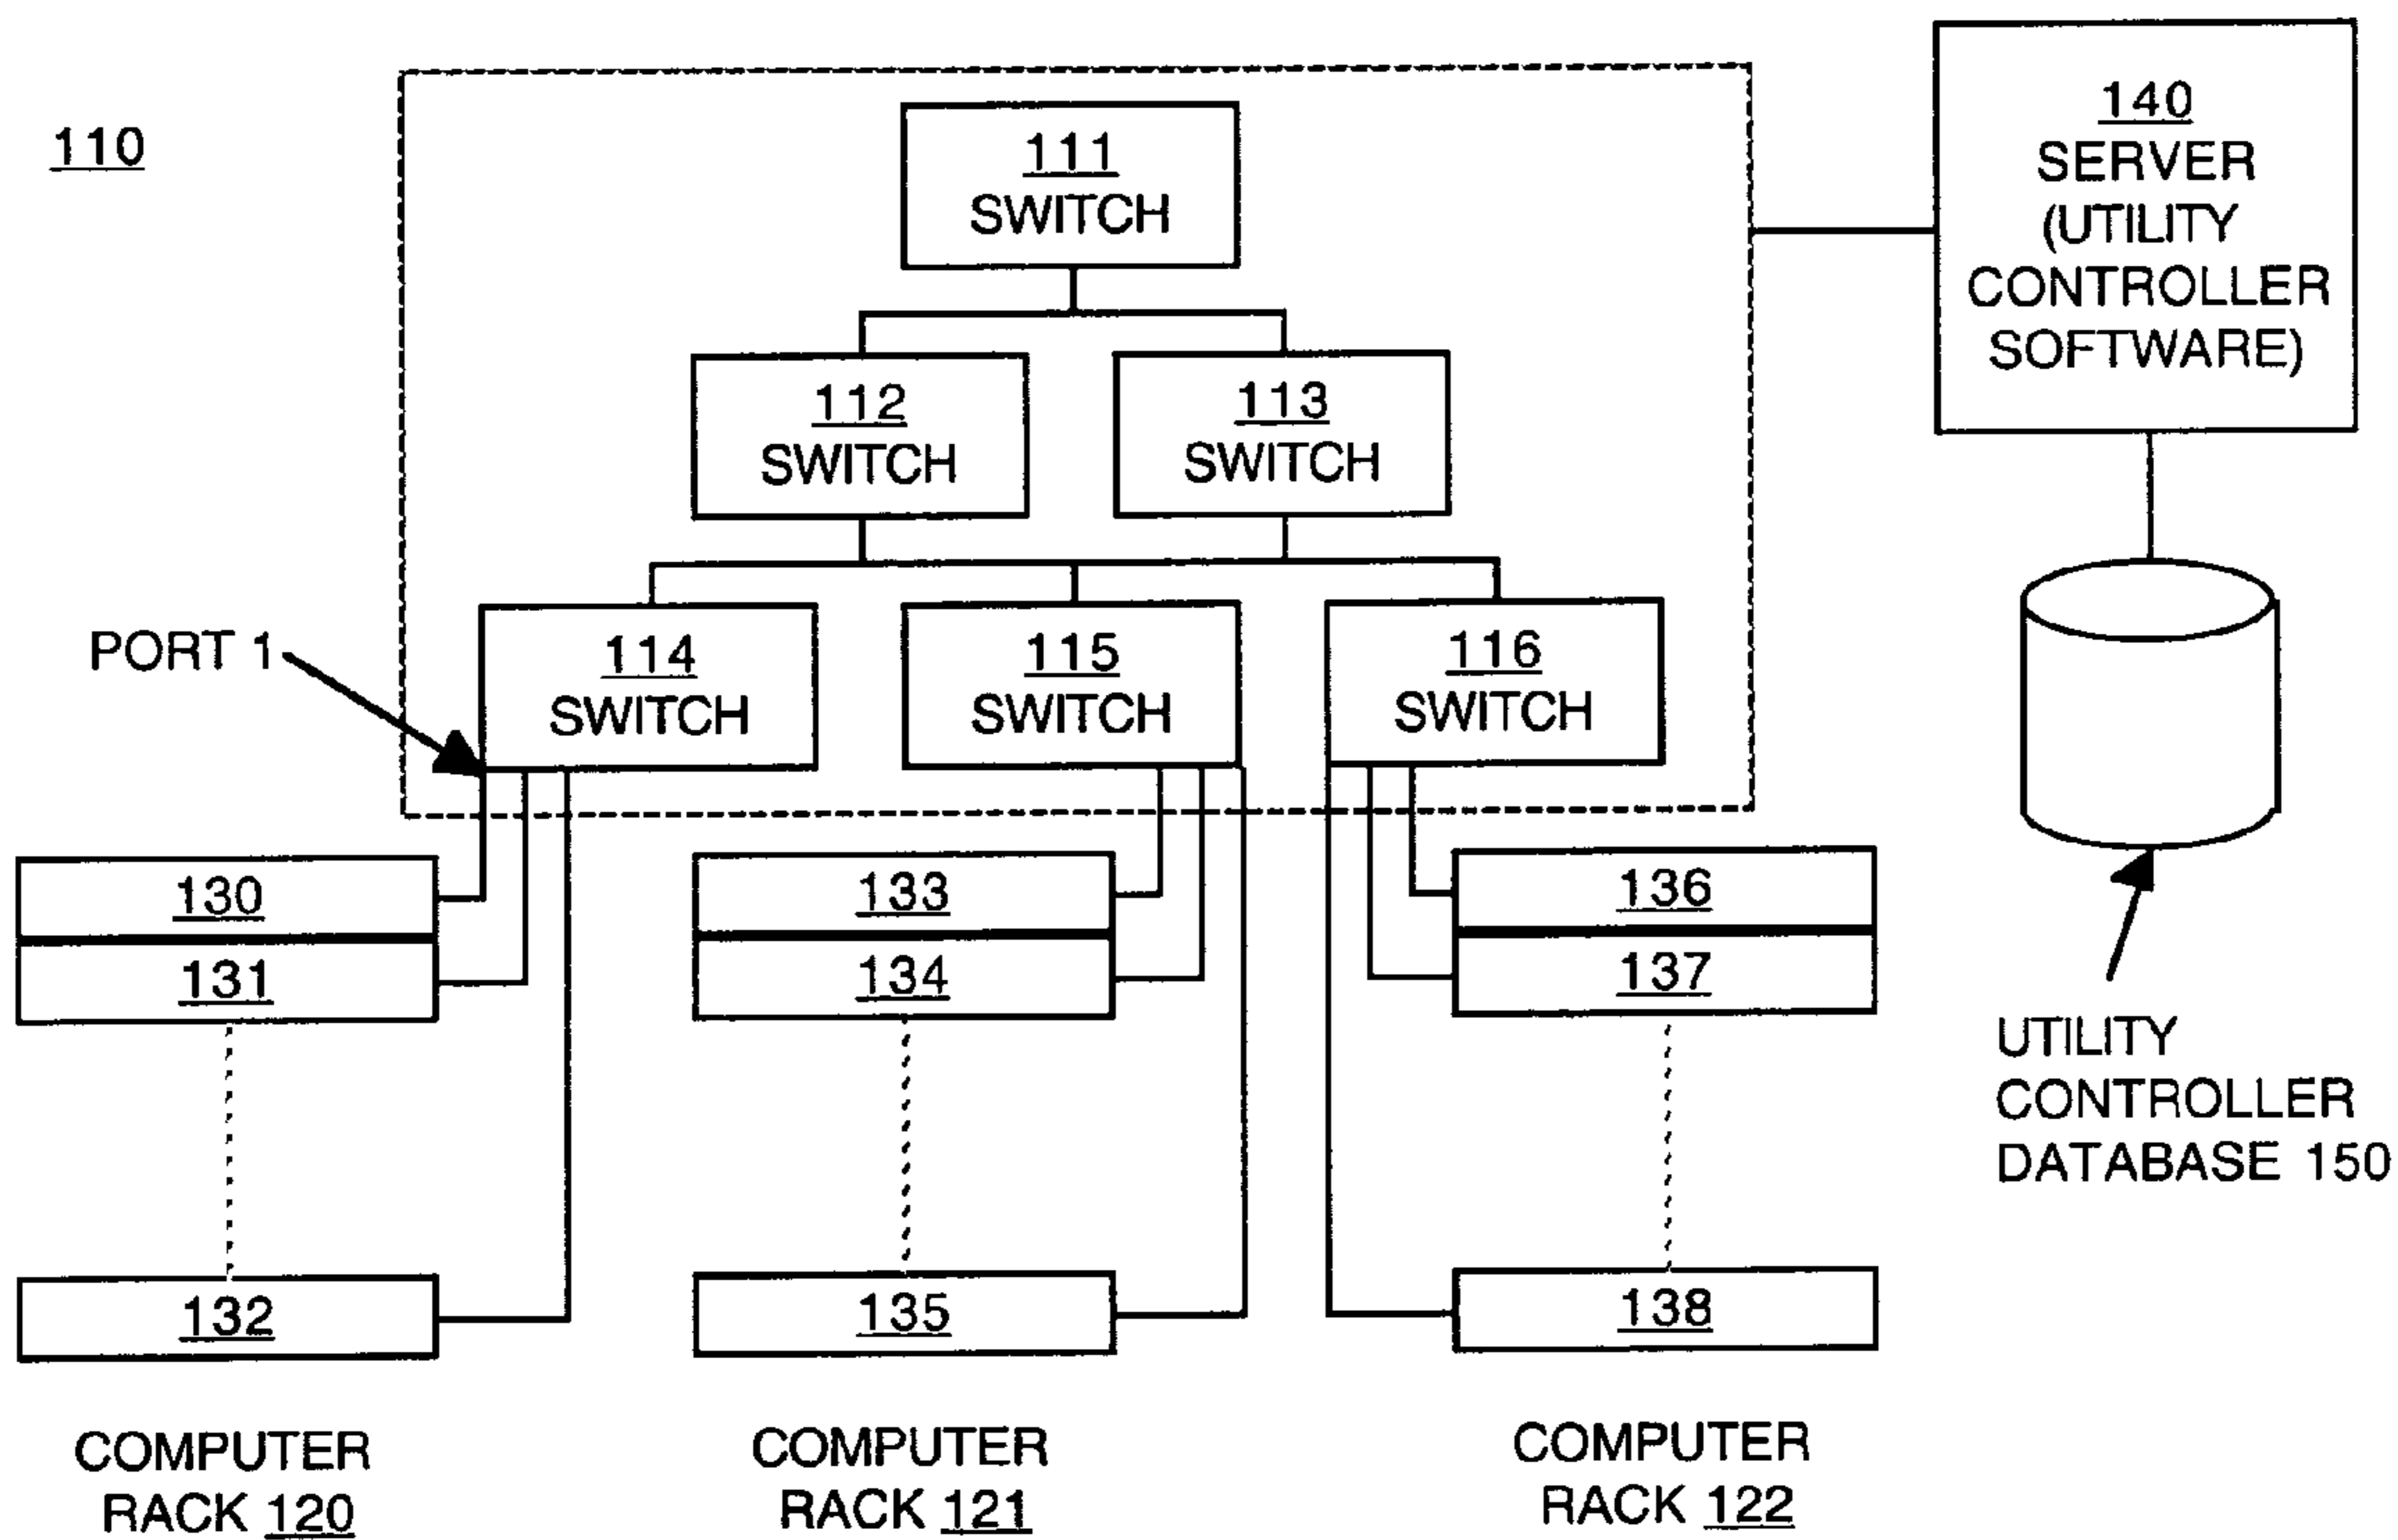 110
111
SWITCH
112
SWITCH
113
SWITCH
140
SERVER
(UTILITY
CONTROLLER
SOFTWARE)
PORT 1
114
SWITCH
115
SWITCH
116
SWITCH
130
131
132
133
134
135
136
137
138
UTILITY
CONTROLLER
DATABASE 150
COMPUTER
RACK 120
COMPUTER
RACK 121
COMPUTER
RACK 122